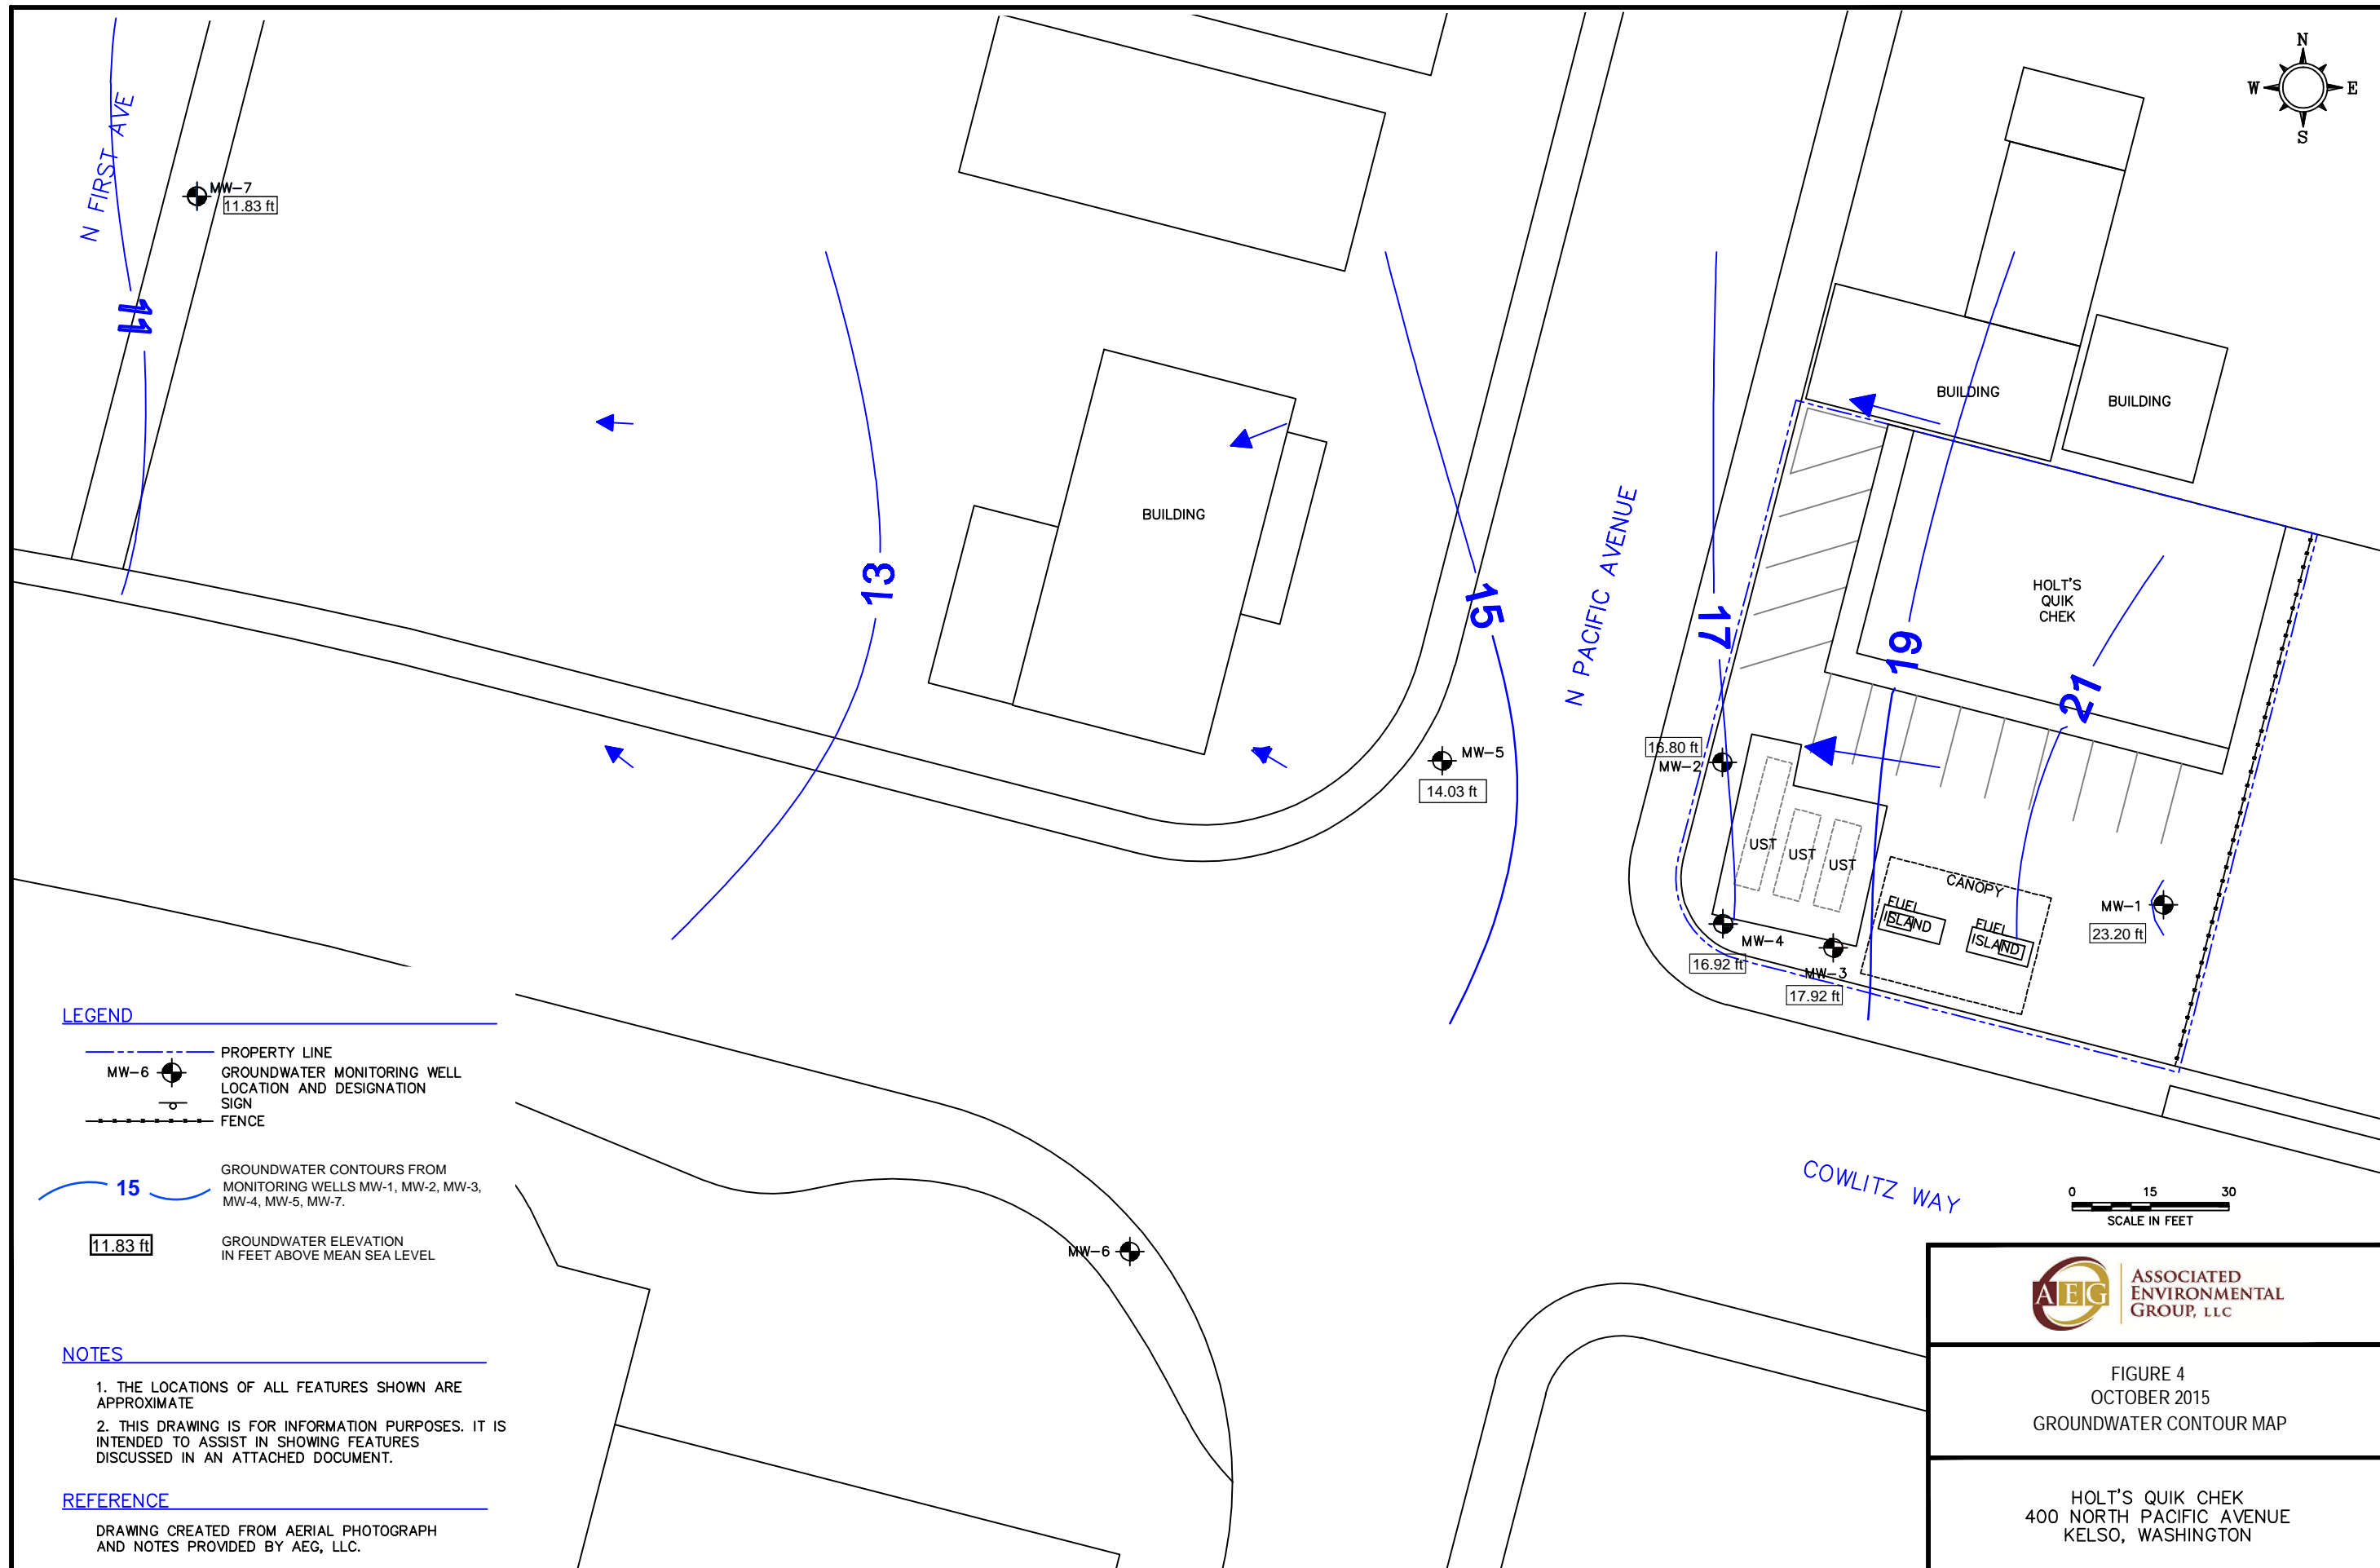 N
W E
S
N FIRST AVE
MW-7
11.83 ft
11
13
15
17
19
21
BUILDING
BUILDING
BUILDING
HOLT'S
QUIK
CHEK
N PACIFIC AVENUE
MW-5
14.03 ft
16.80 ft
MW-2
UST
UST
UST
CANOPY
FUEL
ISLAND
FUEL
ISLAND
MW-1
23.20 ft
MW-4
16.92 ft
MW-3
17.92 ft
MW-6
COWLITZ WAY
0 15 30
SCALE IN FEET
LEGEND
PROPERTY LINE
MW-6 GROUNDWATER MONITORING WELL
LOCATION AND DESIGNATION
SIGN
FENCE
15
GROUNDWATER CONTOURS FROM
MONITORING WELLS MW-1, MW-2, MW-3,
MW-4, MW-5, MW-7.
11.83 ft
GROUNDWATER ELEVATION
IN FEET ABOVE MEAN SEA LEVEL
NOTES
1. THE LOCATIONS OF ALL FEATURES SHOWN ARE
APPROXIMATE
2. THIS DRAWING IS FOR INFORMATION PURPOSES. IT IS
INTENDED TO ASSIST IN SHOWING FEATURES
DISCUSSED IN AN ATTACHED DOCUMENT.
REFERENCE
DRAWING CREATED FROM AERIAL PHOTOGRAPH
AND NOTES PROVIDED BY AEG, LLC.
AEG
ASSOCIATED
ENVIRONMENTAL
GROUP, LLC
FIGURE 4
OCTOBER 2015
GROUNDWATER CONTOUR MAP
HOLT'S QUIK CHEK
400 NORTH PACIFIC AVENUE
KELSO, WASHINGTON